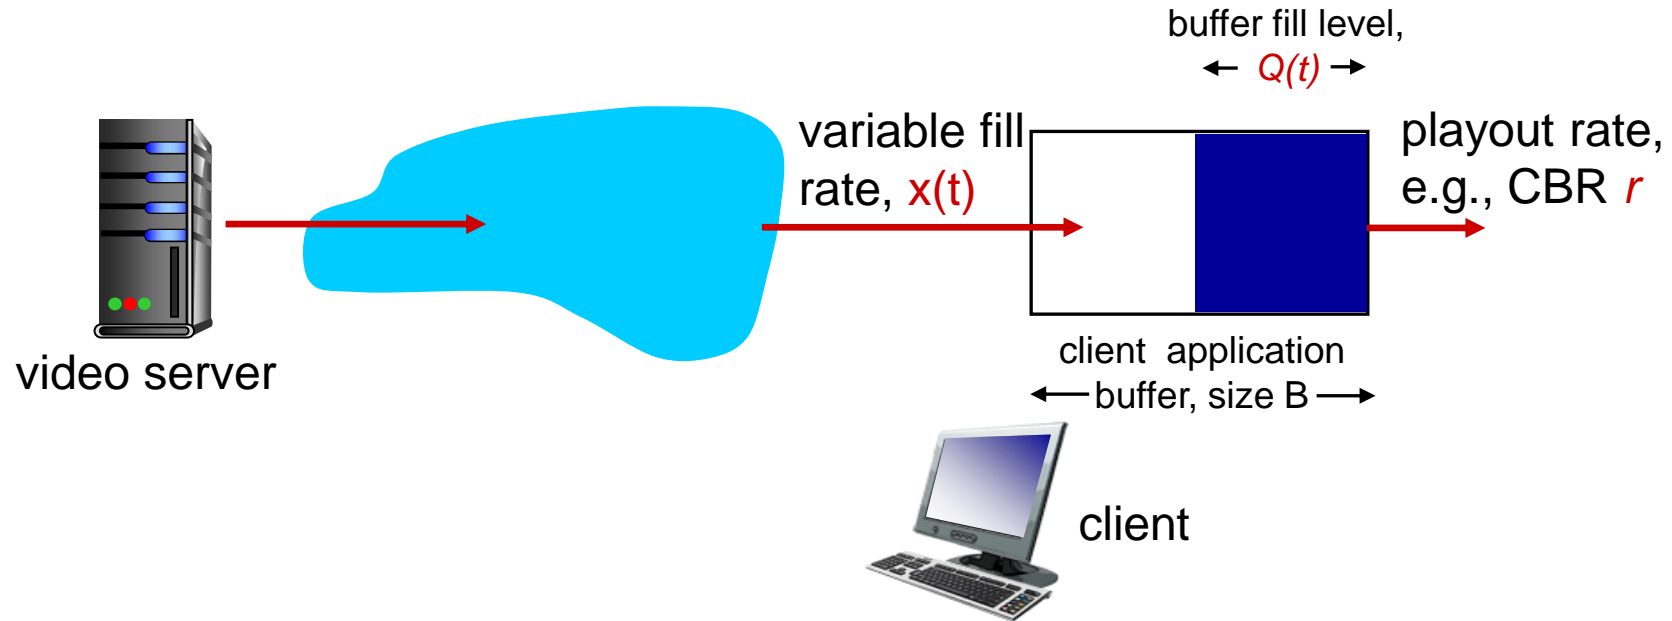 buffer fill level,
Q(t)
variable fill
rate, x(t)
playout rate,
e.g., CBR r
video server
client application
buffer, size B
client